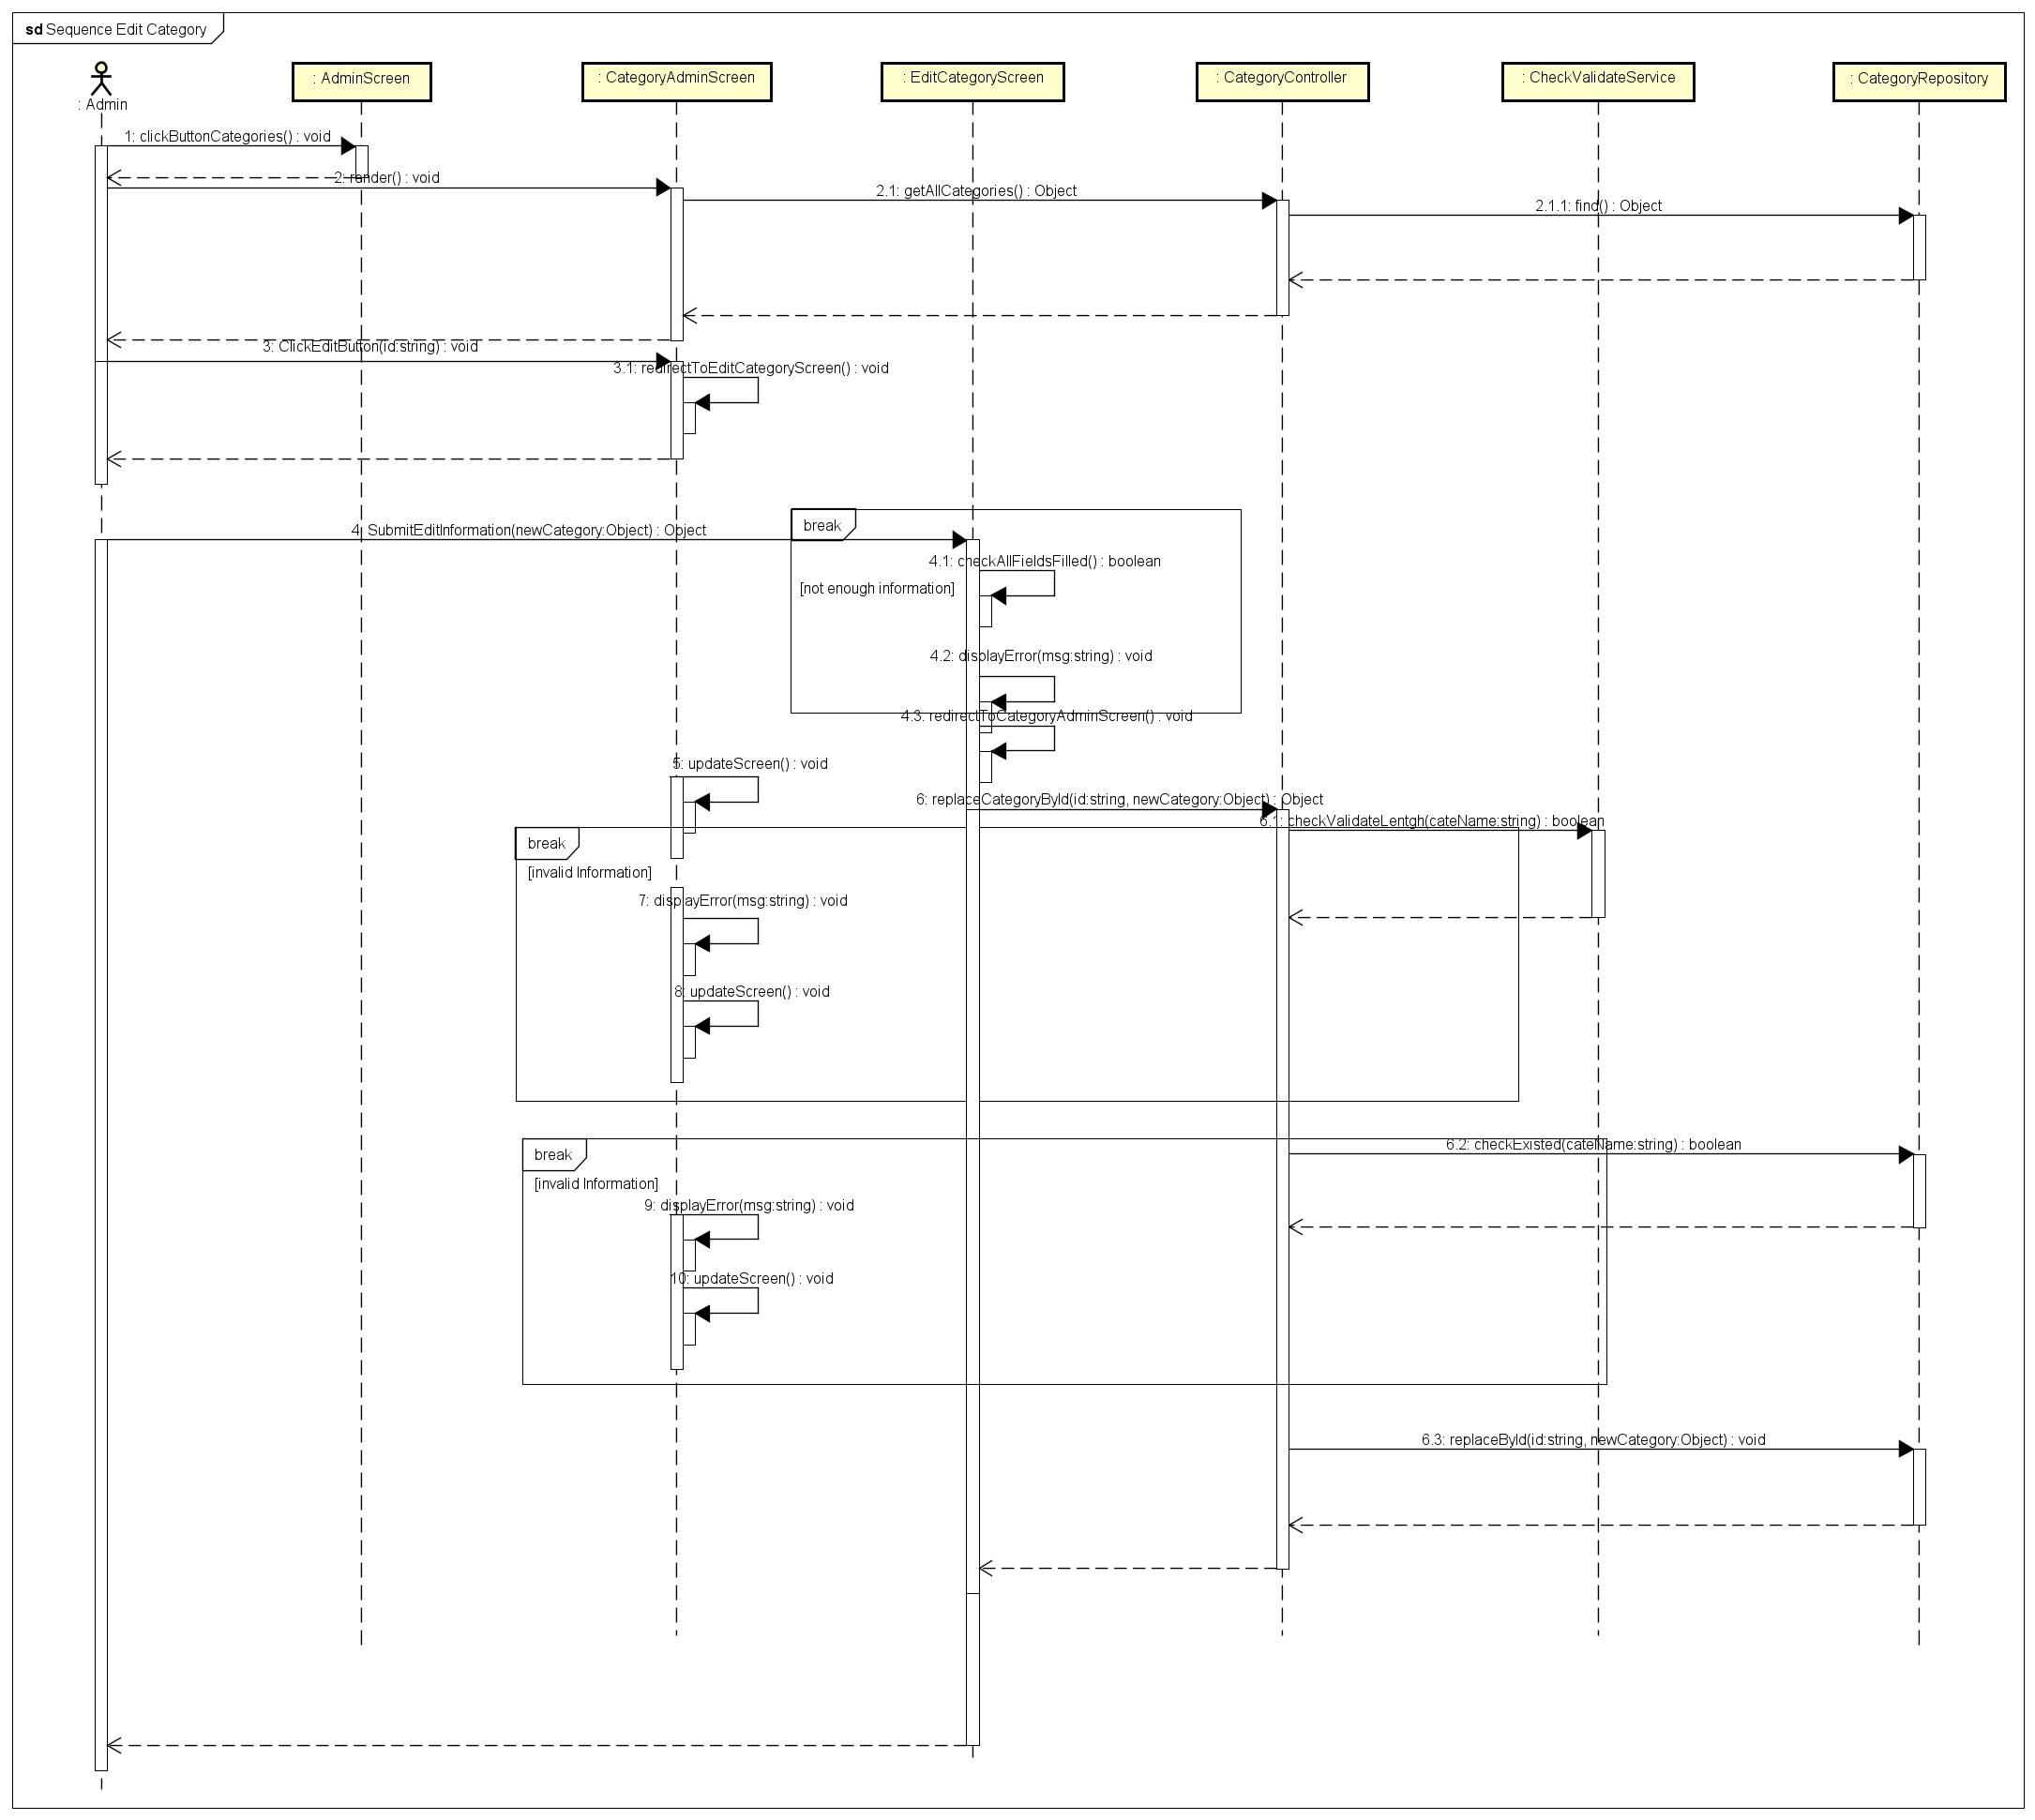 sd Sequence Edit Category
: Admin
: AdminScreen
: CategoryAdminScreen
: EditCategoryScreen
: CategoryController
: CheckValidateService
: CategoryRepository
1: clickButtonCategories() : void
2: render() : void
2.1: getAllCategories() : Object
2.1.1: find() : Object
3: ClickEditButton(id:string) : void
3.1: redirectToEditCategoryScreen() : void
break
4: SubmitEditInformation(newCategory:Object) : Object
4.1: checkAllFieldsFilled() : boolean
[not enough information]
4.2: displayError(msg:string) : void
4.3: redirectToCategoryAdminScreen() : void
5: updateScreen() : void
6: replaceCategoryById(id:string, newCategory:Object) : Object
6.1: checkValidateLentgh(cateName:string) : boolean
break
[invalid Information]
7: displayError(msg:string) : void
8: updateScreen() : void
6.2: checkExisted(cateName:string) : boolean
break
[invalid Information]
9: displayError(msg:string) : void
10: updateScreen() : void
6.3: replaceById(id:string, newCategory:Object) : void